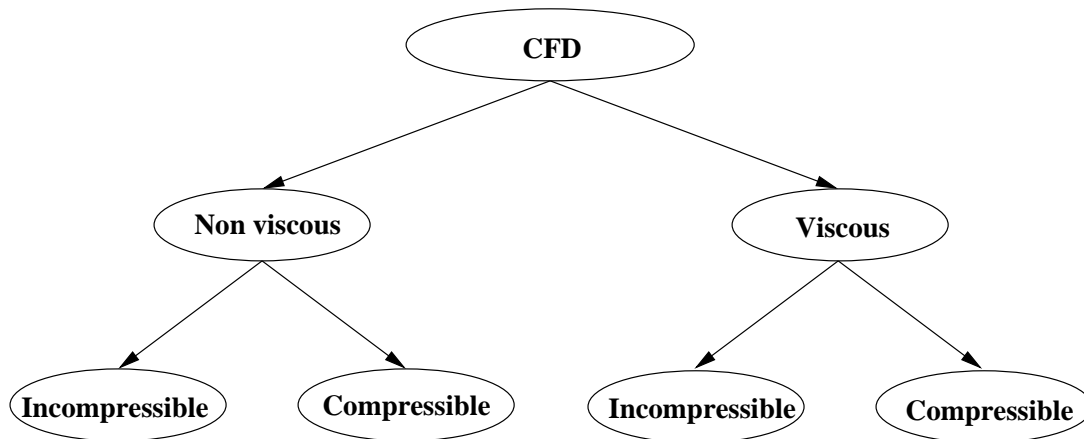 CFD
Non viscous
Viscous
Incompressible
Compressible
Incompressible
Compressible